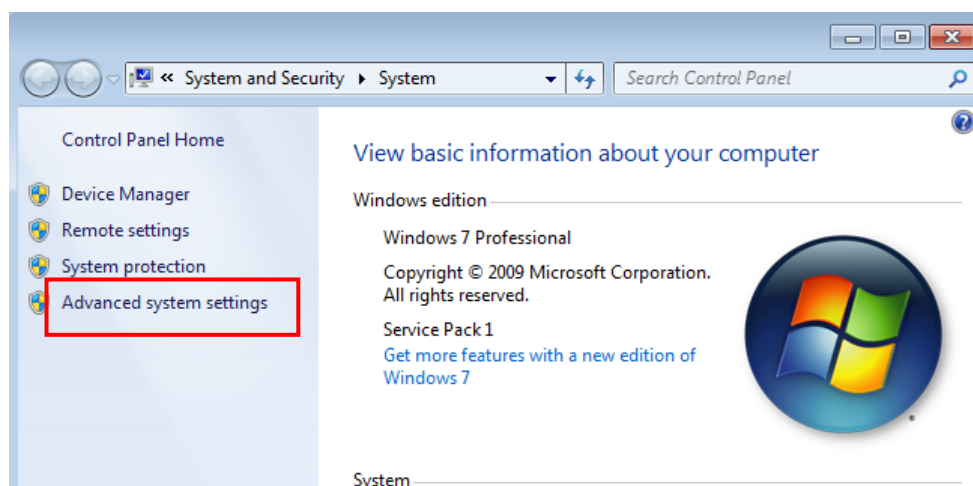 « System and Security ▸ System
Search Control Panel
Control Panel Home
Device Manager
Remote settings
System protection
Advanced system settings
View basic information about your computer
Windows edition
Windows 7 Professional
Copyright © 2009 Microsoft Corporation.
All rights reserved.
Service Pack 1
Get more features with a new edition of
Windows 7
System